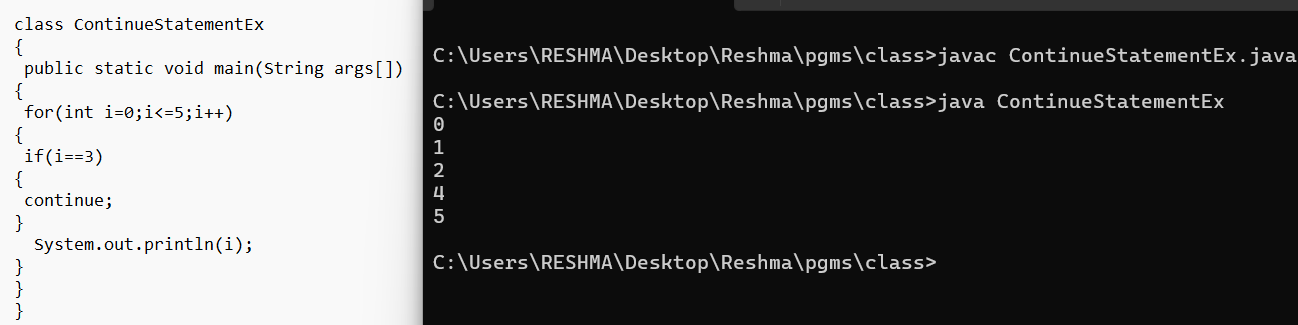 class ContinueStatementEx
{
 public static void main(String args[])
{
 for(int i=0;i<=5;i++)
{
 if(i==3)
{
 continue;
}
  System.out.println(i);
}
}
}
C:\Users\RESHMA\Desktop\Reshma\pgms\class>javac ContinueStatementEx.java
C:\Users\RESHMA\Desktop\Reshma\pgms\class>java ContinueStatementEx
0
1
2
4
5
C:\Users\RESHMA\Desktop\Reshma\pgms\class>